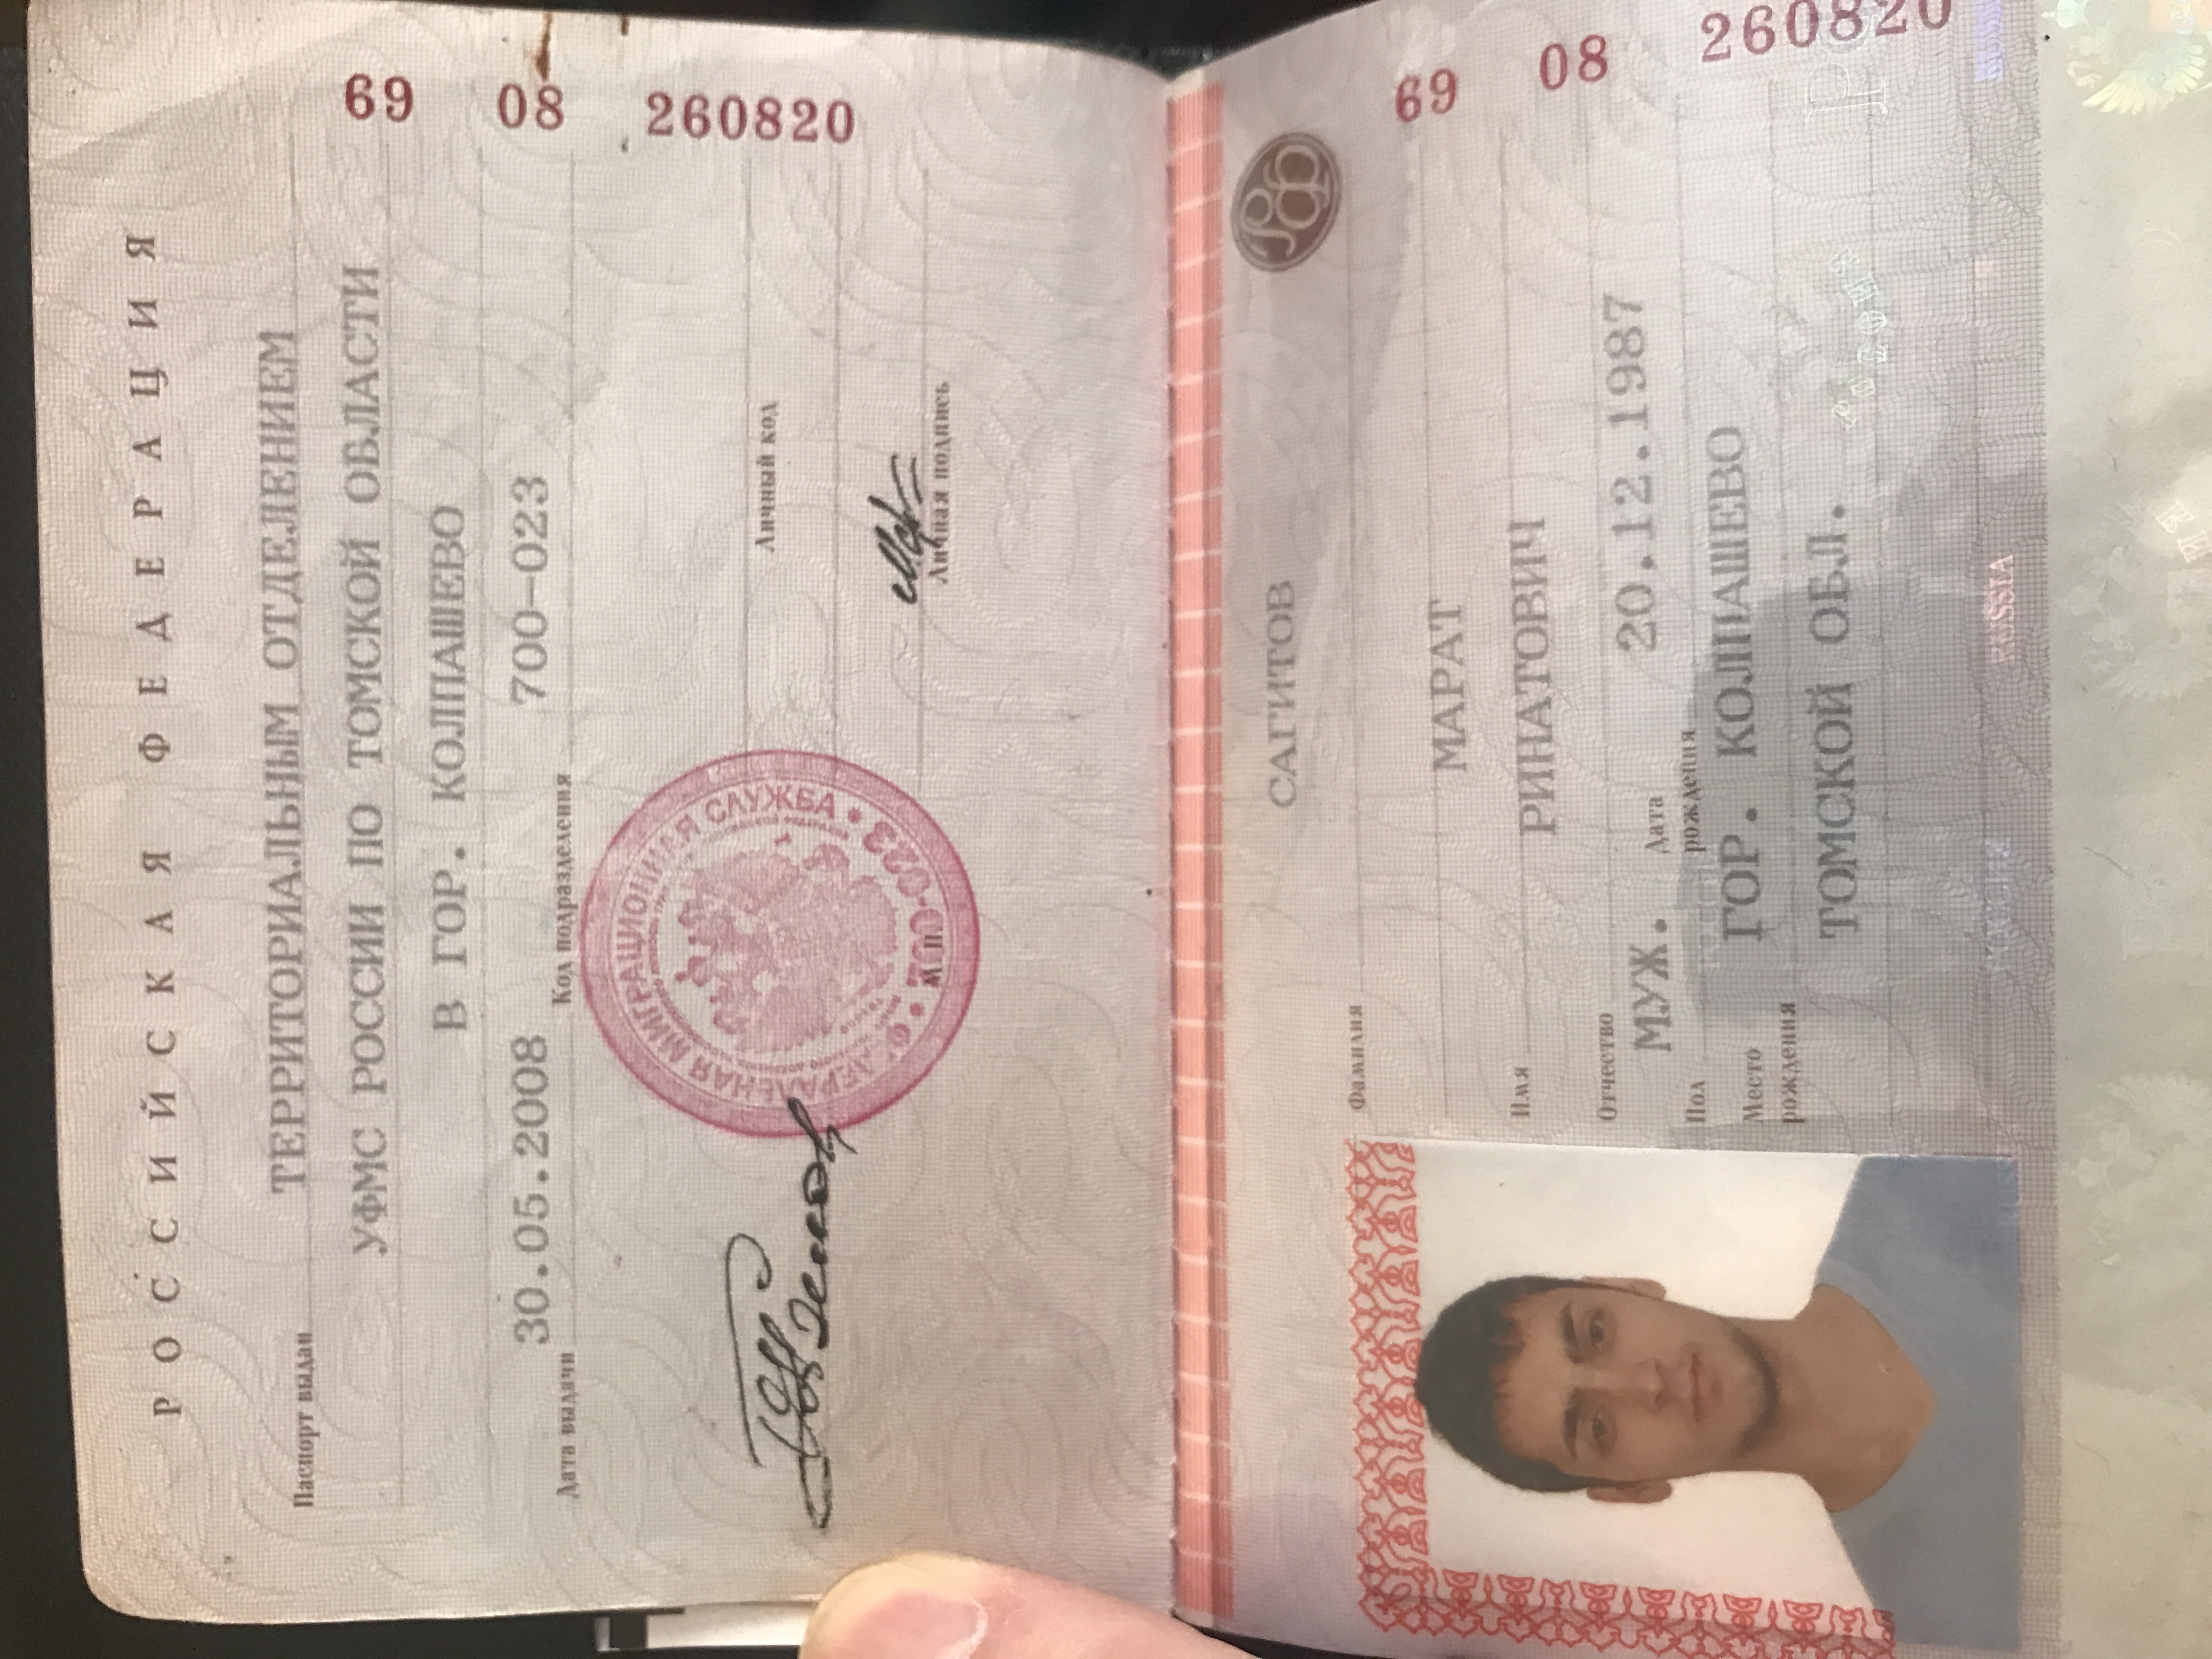 РОССИЙСКАЯ ФЕДЕРАЦИЯ
Паспорт выдан ТЕРРИТОРИАЛЬНЫМ ОТДЕЛЕНИЕМ
УФМС РОССИИ ПО ТОМСКОЙ ОБЛАСТИ
В ГОР. КОЛПАШЕВО
Дата выдачи 30.05.2008 Код подразделения 700-023
69 08 260820
ФЕДЕРАЛЬНАЯ МИГРАЦИОННАЯ СЛУЖБА • 700-023 •
М. П.
Личный код
Личная подпись
САГИТОВ
РФ
Фамилия
МАРАТ
Имя
РИНАТОВИЧ
Отчество
МУЖ. Дата 20.12.1987
Пол рождения
Место ГОР. КОЛПАШЕВО
рождения
ТОМСКОЙ ОБЛ.
69 08 260820
РОССИЯ RUSSIA